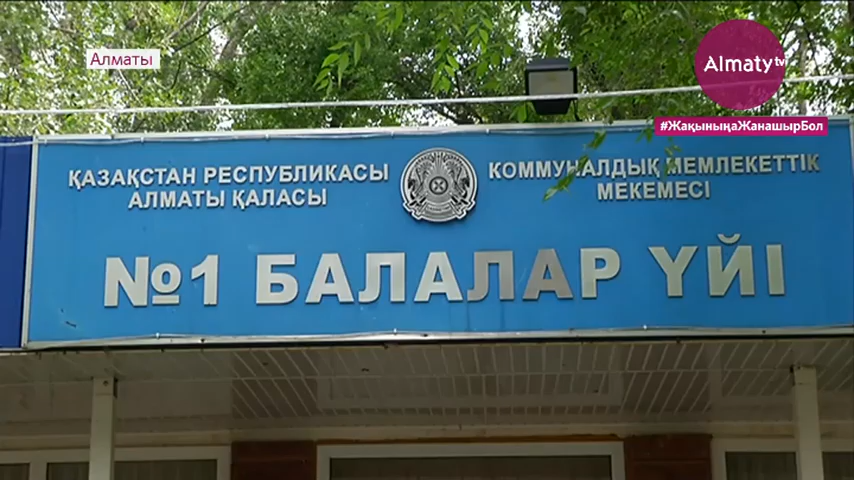 Алматы
Almaty tv
#ЖақыныңаЖанашырБол
ҚАЗАҚСТАН РЕСПУБЛИКАСЫ
АЛМАТЫ ҚАЛАСЫ
КОММУНАЛДЫҚ МЕМЛЕКЕТТІК
МЕКЕМЕСІ
№1 БАЛАЛАР ҮЙІ